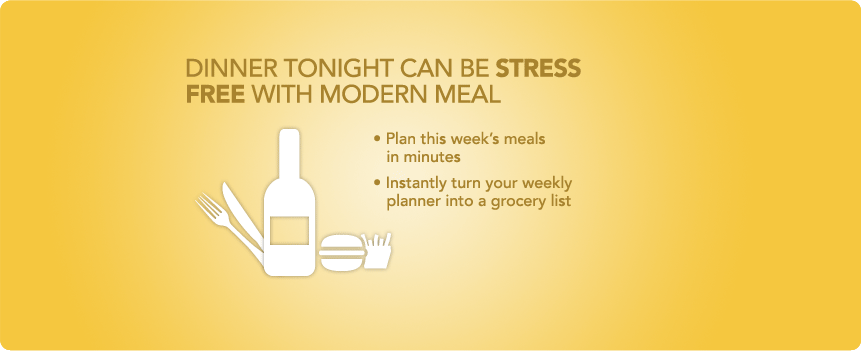 DINNER TONIGHT CAN BE STRESS
FREE WITH MODERN MEAL
• Plan this week's meals
in minutes
• Instantly turn your weekly
planner into a grocery list